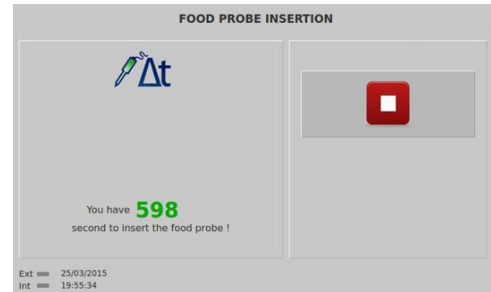 FOOD PROBE INSERTION
Δt
You have 598
second to insert the food probe !
Ext 25/03/2015
Int 19:55:34